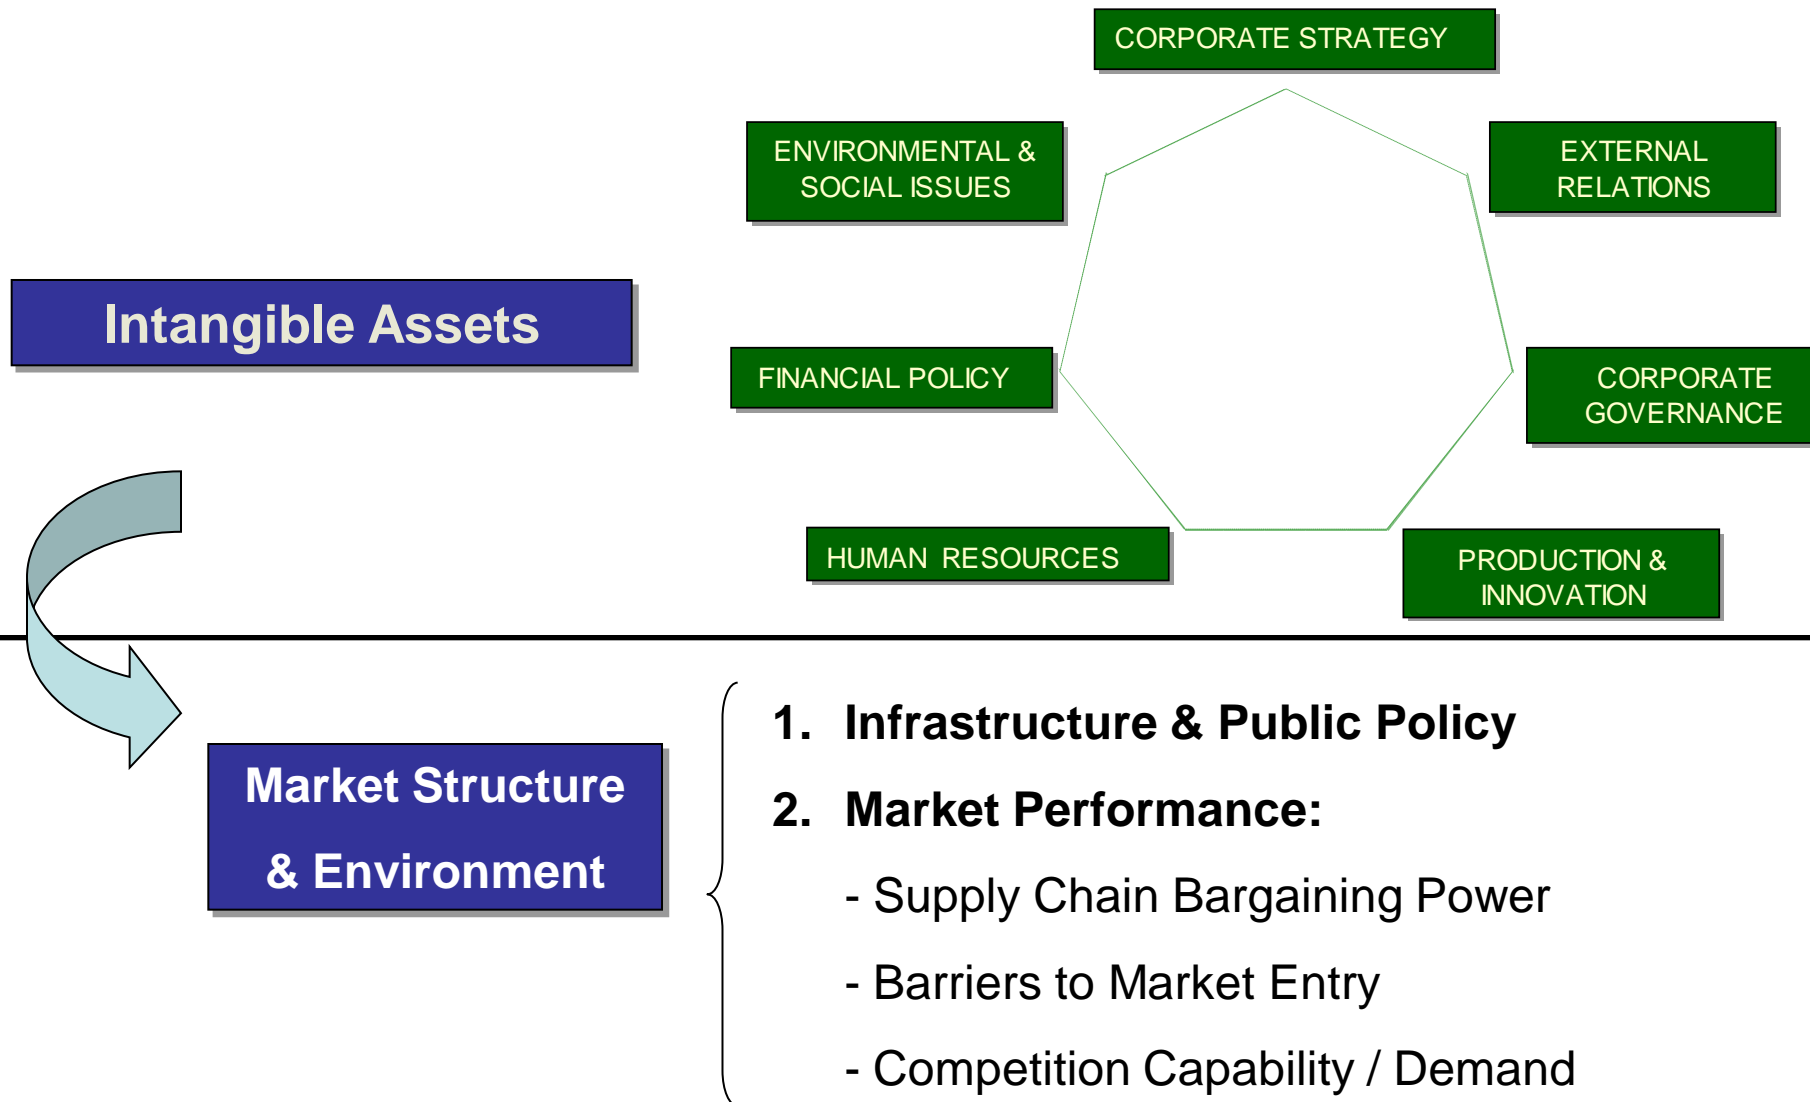 CORPORATE STRATEGY
ENVIRONMENTAL &
SOCIAL ISSUES
EXTERNAL
RELATIONS
Intangible Assets
FINANCIAL POLICY
CORPORATE
GOVERNANCE
HUMAN RESOURCES
PRODUCTION &
INNOVATION
Market Structure
& Environment
1. Infrastructure & Public Policy
2. Market Performance:
- Supply Chain Bargaining Power
- Barriers to Market Entry
- Competition Capability / Demand